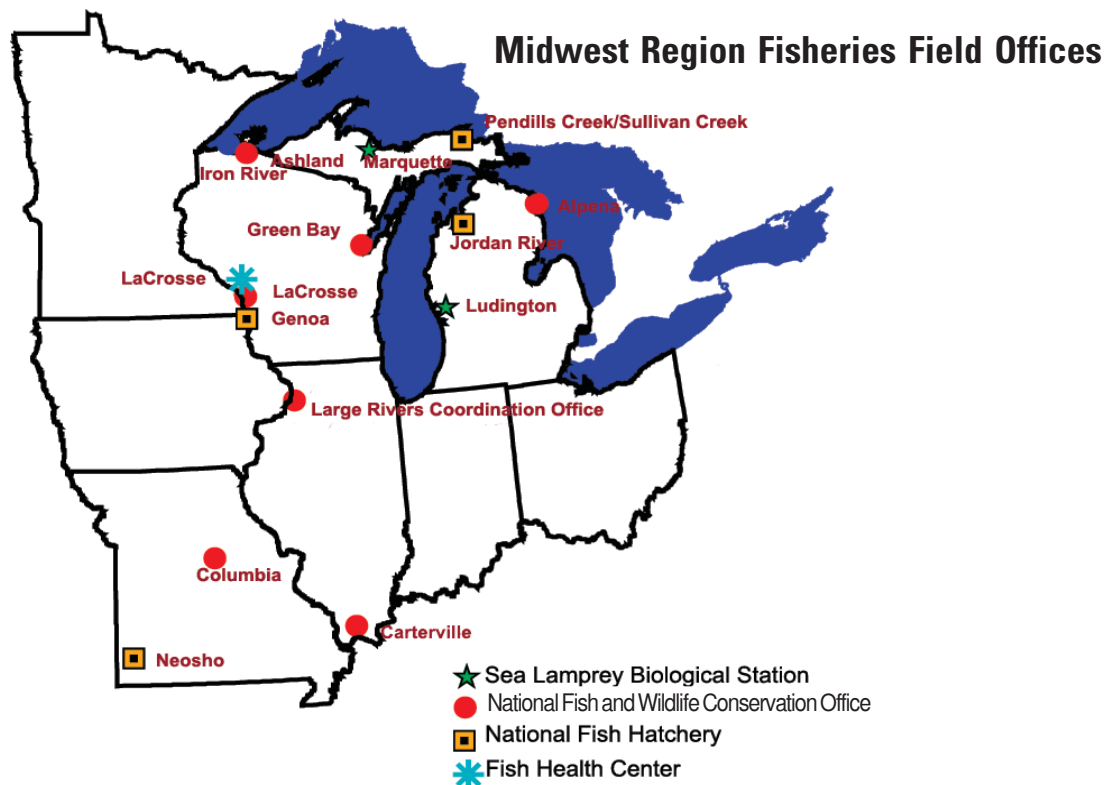 Midwest Region Fisheries Field Offices
Pendills Creek/Sullivan Creek
Ashland
Marquette
Iron River
Alpena
Green Bay
Jordan River
LaCrosse
LaCrosse
Ludington
Genoa
Large Rivers Coordination Office
Columbia
Carterville
Neosho
Sea Lamprey Biological Station
National Fish and Wildlife Conservation Office
National Fish Hatchery
Fish Health Center